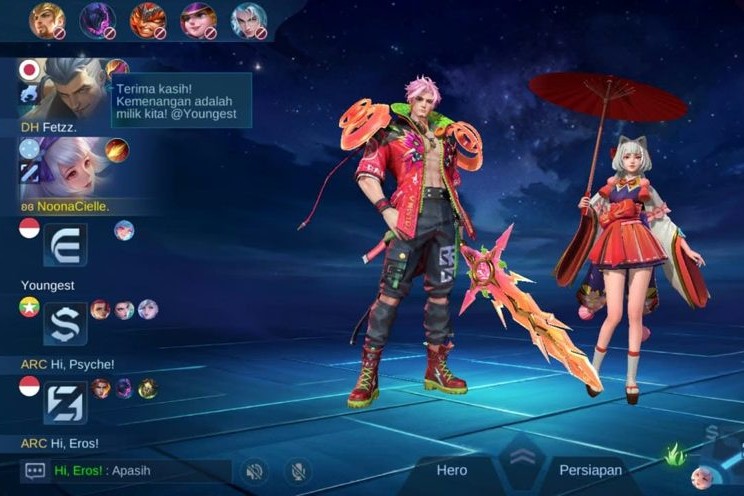 Terima kasih!
Kemenangan adalah
milik kita! @Youngest
DH Fetzz.
ʚɞ NoonaCielle.
Youngest
ARC Hi, Psyche!
ARC Hi, Eros!
Hi, Eros! : Apasih
Hero
Persiapan